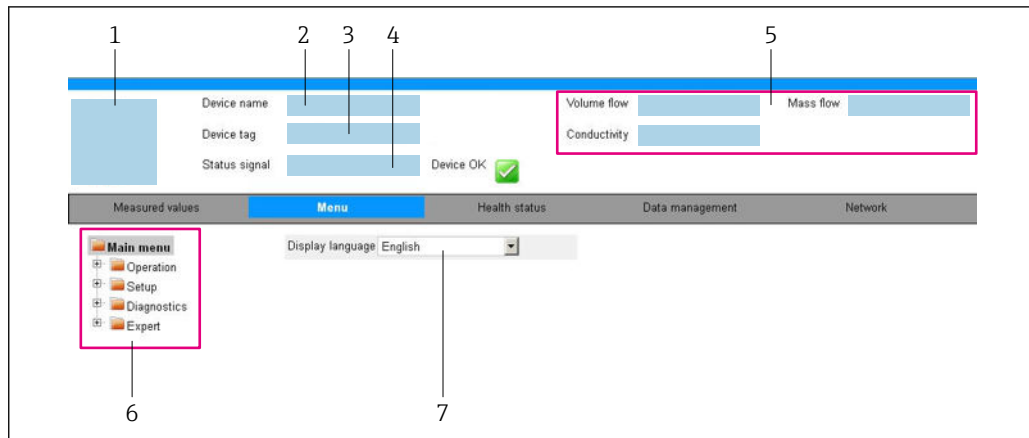 1 2 3 4 5
Device name
Volume flow
Mass flow
Device tag
Conductivity
Status signal
Device OK
Measured values Menu Health status Data management Network
Main menu
Display language English
Operation
Setup
Diagnostics
Expert
6 7